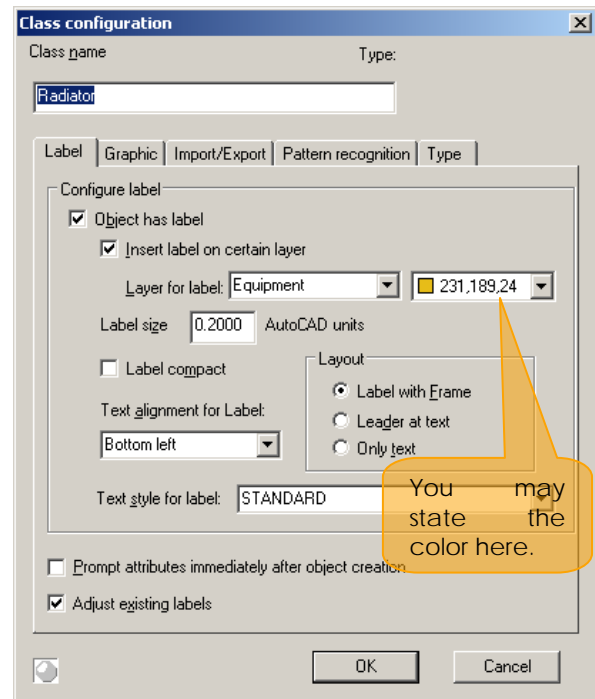 Class configuration
Class name Type:
Radiator
Label Graphic Import/Export Pattern recognition Type
Configure label
Object has label
Insert label on certain layer
Layer for label: Equipment 231,189,24
Label size 0.2000 AutoCAD units
Label compact
Layout
Label with Frame
Text alignment for Label:
Leader at text
Bottom left
Only text
Text style for label: STANDARD
You may
state the
color here.
Prompt attributes immediately after object creation
Adjust existing labels
OK Cancel